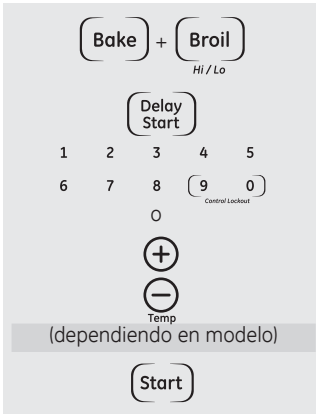 Bake + Broil
Hi / Lo
Delay
Start
1 2 3 4 5
6 7 8 9 0
Control Lockout
O
+
−
Temp
(dependiendo en modelo)
Start